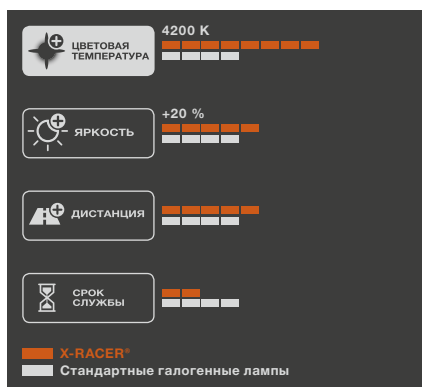 4200 K
ЦВЕТОВАЯ
ТЕМПЕРАТУРА
+20 %
ЯРКОСТЬ
ДИСТАНЦИЯ
СРОК
СЛУЖБЫ
X-RACER®
Стандартные галогенные лампы